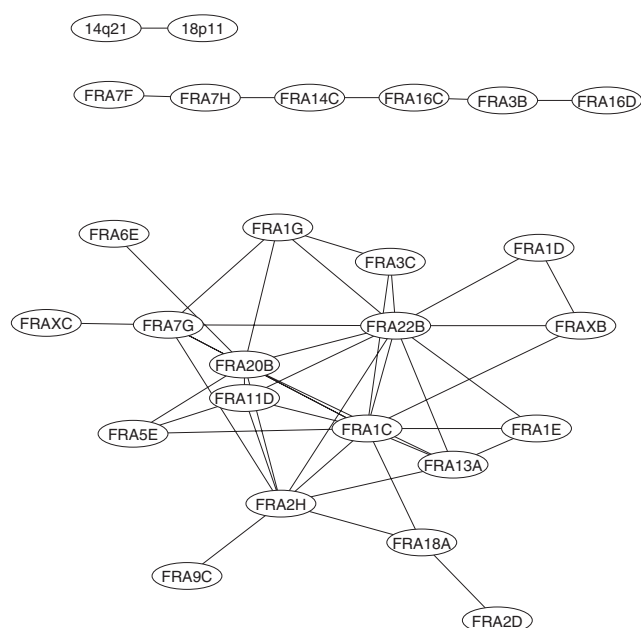 14q21 18p11
FRA7F FRA7H FRA14C FRA16C FRA3B FRA16D
FRA6E FRA1G
FRA3C FRA1D
FRAXC FRA7G FRA22B FRAXB
FRA20B
FRA11D
FRA5E FRA1C FRA1E
FRA13A
FRA2H
FRA18A
FRA9C
FRA2D